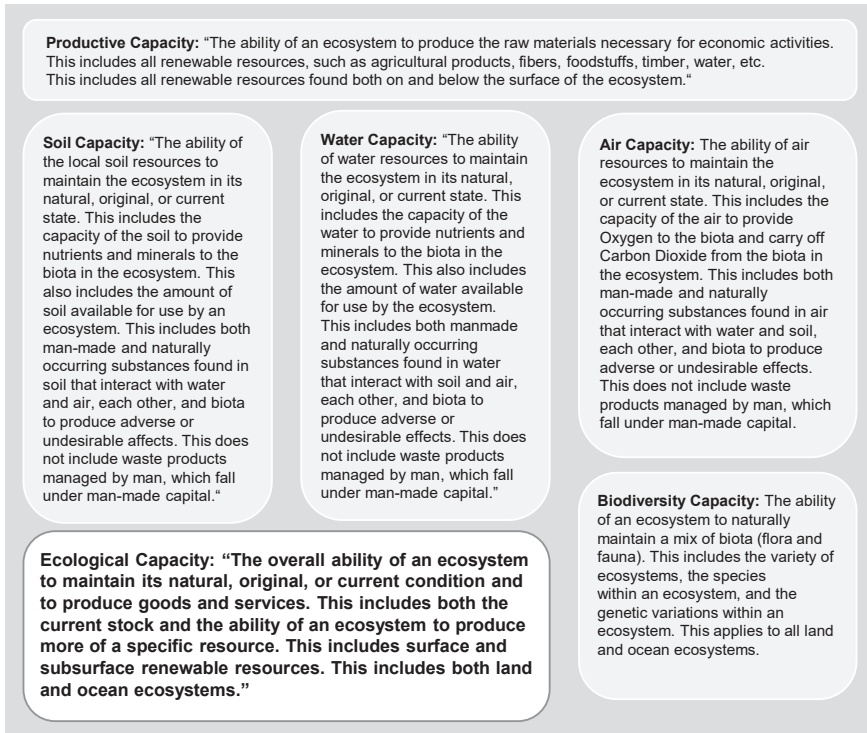 Productive Capacity: “The ability of an ecosystem to produce the raw materials necessary for economic activities.
This includes all renewable resources, such as agricultural products, fibers, foodstuffs, timber, water, etc.
This includes all renewable resources found both on and below the surface of the ecosystem.“
Soil Capacity: “The ability of
the local soil resources to
maintain the ecosystem in its
natural, original, or current
state. This includes the
capacity of the soil to provide
nutrients and minerals to the
biota in the ecosystem. This
also includes the amount of
soil available for use by an
ecosystem. This includes both
man-made and naturally
occurring substances found in
soil that interact with water
and air, each other, and biota
to produce adverse or
undesirable affects. This does
not include waste products
managed by man, which fall
under man-made capital.“
Water Capacity: “The ability
of water resources to maintain
the ecosystem in its natural,
original, or current state. This
includes the capacity of the
water to provide nutrients and
minerals to the biota in the
ecosystem. This also includes
the amount of water available
for use by the ecosystem.
This includes both manmade
and naturally occurring
substances found in water
that interact with soil and air,
each other, and biota to
produce adverse or
undesirable effects. This does
not include waste products
managed by man, which fall
under man-made capital.”
Air Capacity: The ability of air
resources to maintain the
ecosystem in its natural, original,
or current state. This includes the
capacity of the air to provide
Oxygen to the biota and carry off
Carbon Dioxide from the biota in
the ecosystem. This includes both
man-made and naturally
occurring substances found in air
that interact with water and soil,
each other, and biota to produce
adverse or undesirable effects.
This does not include waste
products managed by man, which
fall under man-made capital.
Ecological Capacity: “The overall ability of an ecosystem
to maintain its natural, original, or current condition and
to produce goods and services. This includes both the
current stock and the ability of an ecosystem to produce
more of a specific resource. This includes surface and
subsurface renewable resources. This includes both land
and ocean ecosystems.”
Biodiversity Capacity: The ability
of an ecosystem to naturally
maintain a mix of biota (flora and
fauna). This includes the variety of
ecosystems, the species
within an ecosystem, and the
genetic variations within an
ecosystem. This applies to all land
and ocean ecosystems.